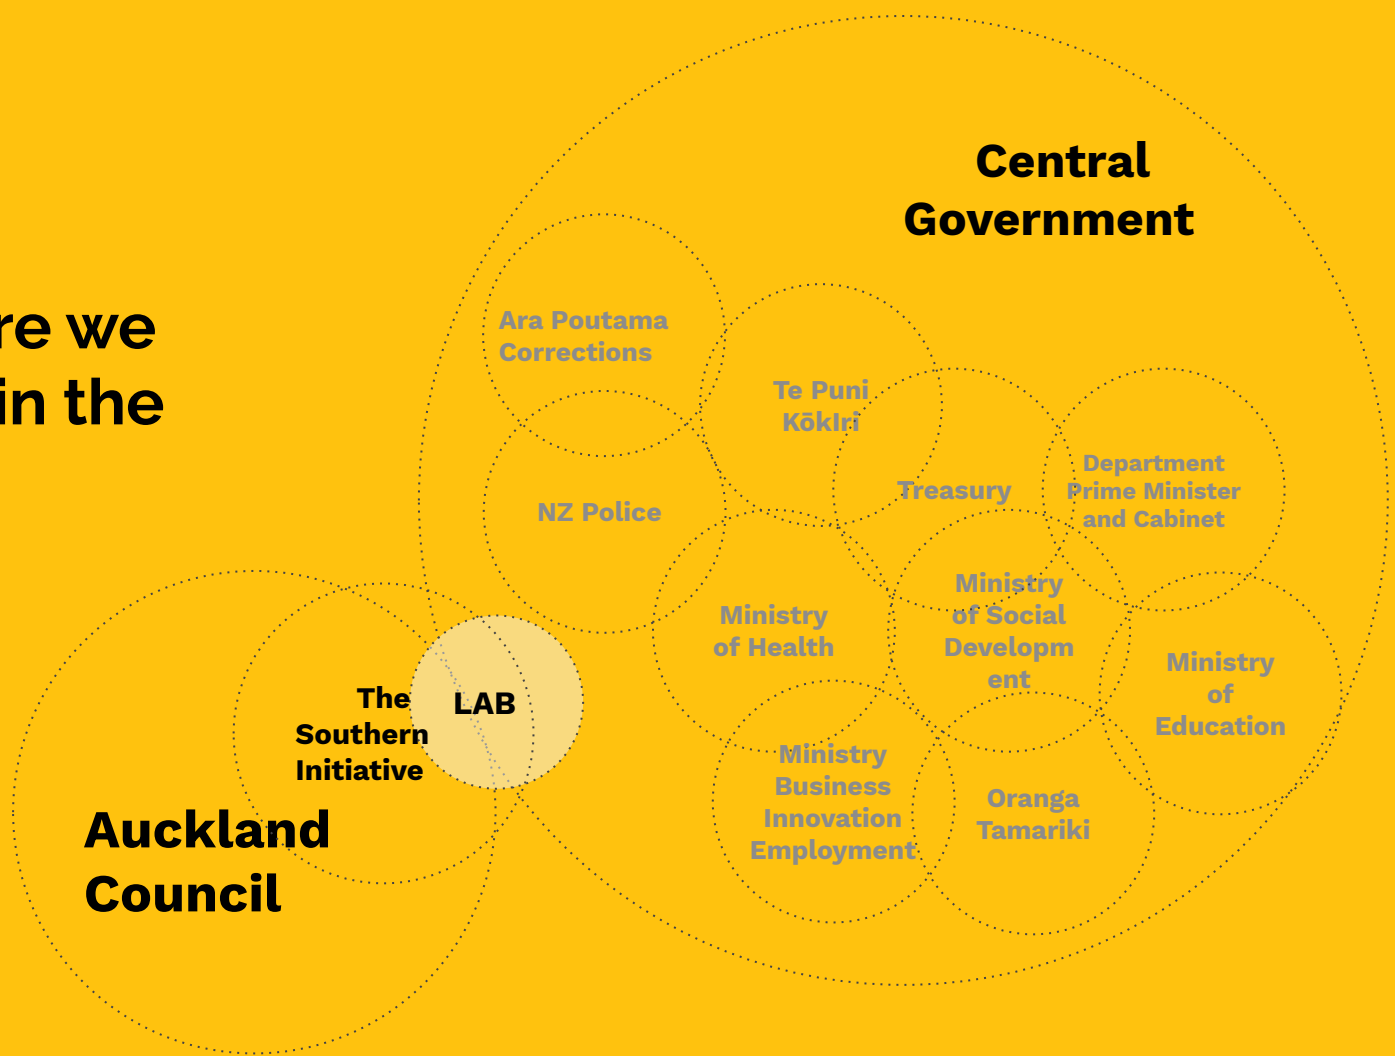 re we
in the
Central
Government
Ara Poutama
Corrections
Te Puni
KōkIri
Treasury
Department
Prime Minister
and Cabinet
NZ Police
Ministry
of Health
Ministry
of Social
Developm
ent
Ministry
of
Education
Ministry
Business
Innovation
Employment
Oranga
Tamariki
LAB
The
Southern
Initiative
Auckland
Council